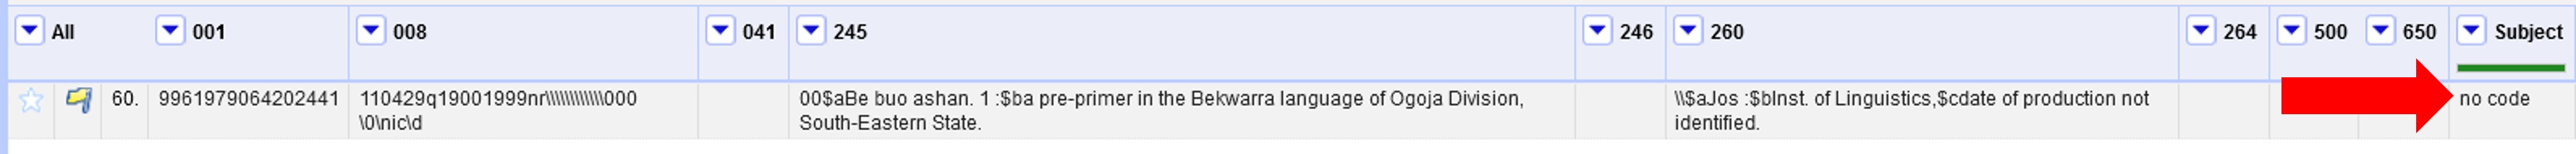 All 001 008 041 245 246 260 264 500 650 Subject
60. 9961979064202441 110429q19001999nr\\\\\\\\\\\\000 00$aBe buo ashan. 1 :$ba pre-primer in the Bekwarra language of Ogoja Division, \\$aJos :$bInst. of Linguistics,$cdate of production not no code
\0\nic\d South-Eastern State. identified.